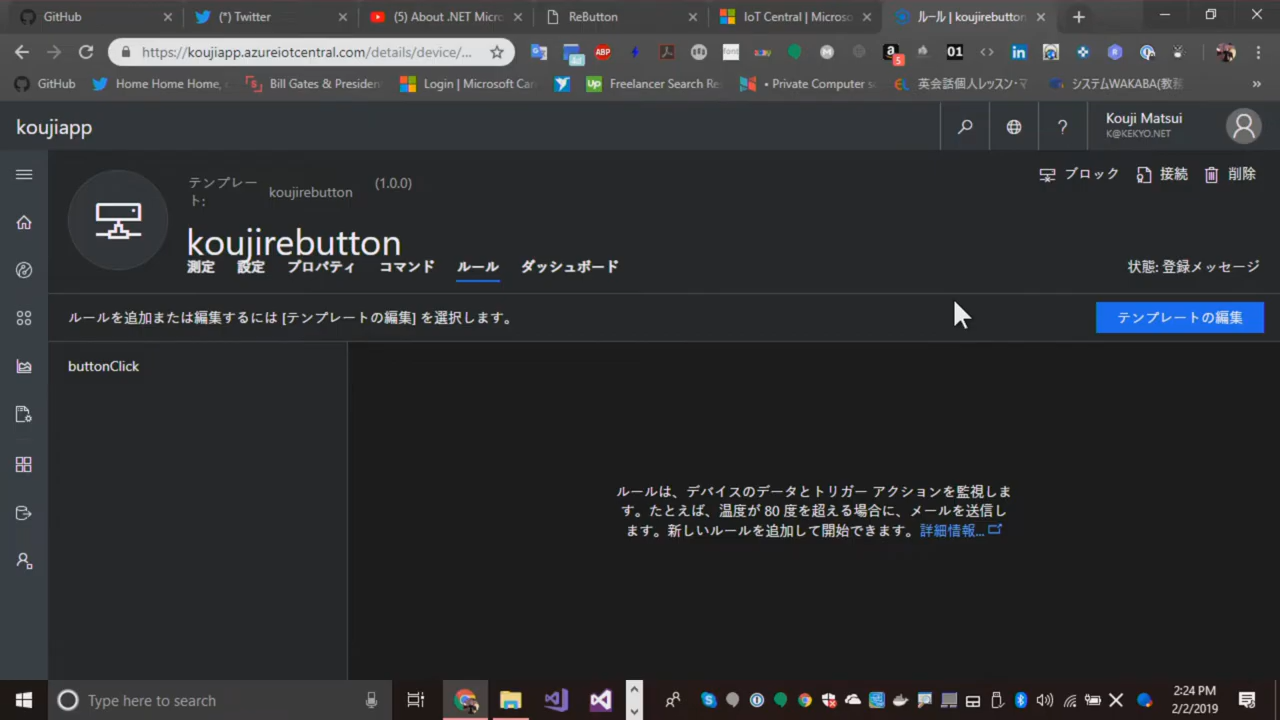 GitHub
(*) Twitter
(5) About .NET Micro
ReButton
IoT Central | Microso
ルール | koujirebutton
https://koujiapp.azureiotcentral.com/details/device/...
ABP
font
ebay
a
5
01
in
GitHub
Home Home Home, c
Bill Gates & Presiden
Login | Microsoft Car
Up
Freelancer Search Re
• Private Computer s
EL
英会話個人レッスン・マ
システムWAKABA(教務
»
koujiapp
?
Kouji Matsui
K@KEKYO.NET
テンプレー
ト:
koujirebutton
(1.0.0)
ブロック
接続
削除
koujirebutton
測定
設定
プロパティ
コマンド
ルール
ダッシュボード
状態: 登録メッセージ
ルールを追加または編集するには [テンプレートの編集] を選択します。
テンプレートの編集
buttonClick
ルールは、デバイスのデータとトリガー アクションを監視しま
す。たとえば、温度が 80 度を超える場合に、メールを送信し
ます。新しいルールを追加して開始できます。詳細情報...
Type here to search
2:24 PM
2/2/2019